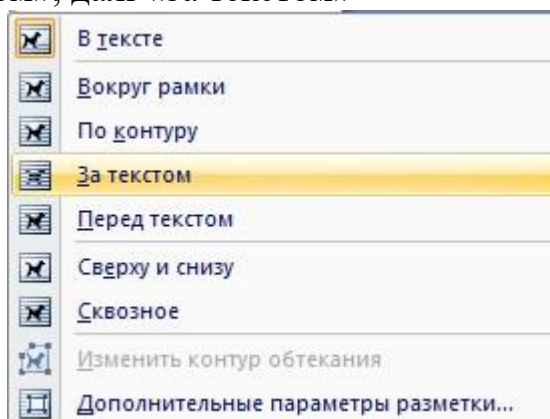 В тексте
Вокруг рамки
По контуру
За текстом
Перед текстом
Сверху и снизу
Сквозное
Изменить контур обтекания
Дополнительные параметры разметки...